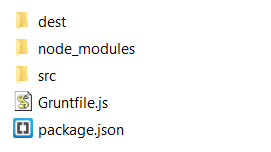 dest
node_modules
src
Gruntfile.js
package.json